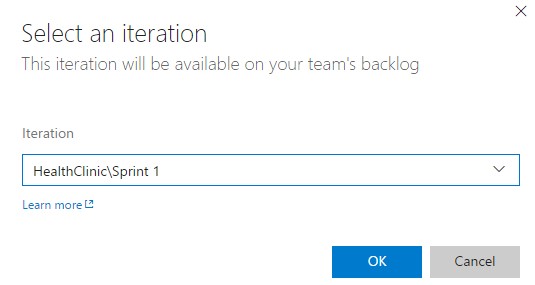 Select an iteration
This iteration will be available on your team's backlog
Iteration
HealthClinic\Sprint 1
Learn more
OK
Cancel